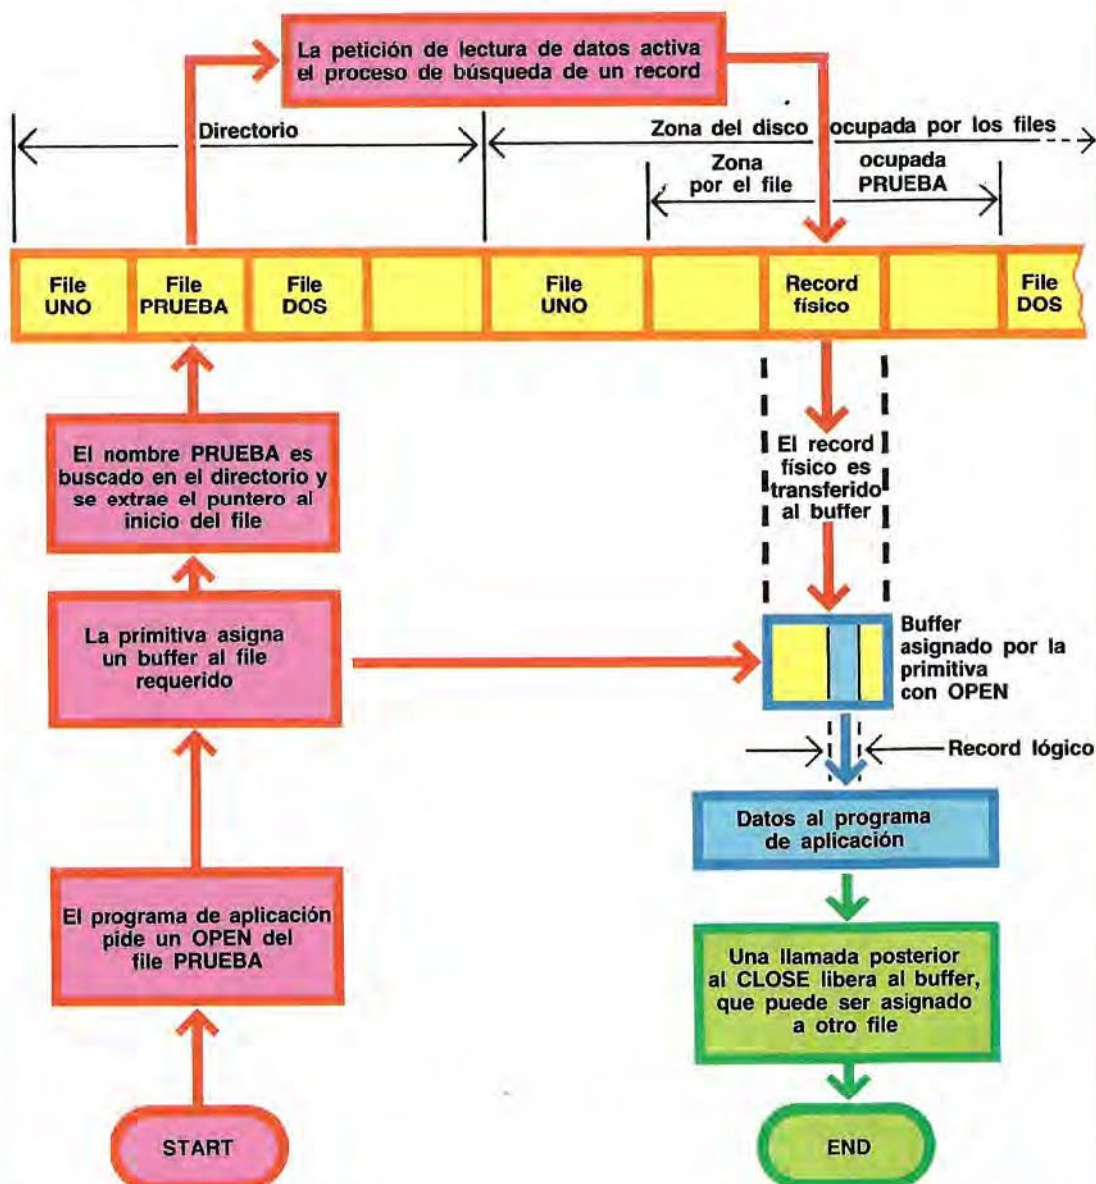 La petición de lectura de datos activa
el proceso de búsqueda de un record
Directorio
Zona del disco ocupada por los files
Zona ocupada
por el file PRUEBA
File
UNO
File
PRUEBA
File
DOS
File
UNO
Record
físico
File
DOS
El nombre PRUEBA es
buscado en el directorio y
se extrae el puntero al
inicio del file
El record
físico es
transferido
al buffer
La primitiva asigna
un buffer al file
requerido
Buffer
asignado por la
primitiva
con OPEN
Record lógico
Datos al programa
de aplicación
El programa de aplicación
pide un OPEN del
file PRUEBA
Una llamada posterior
al CLOSE libera al buffer,
que puede ser asignado
a otro file
START
END